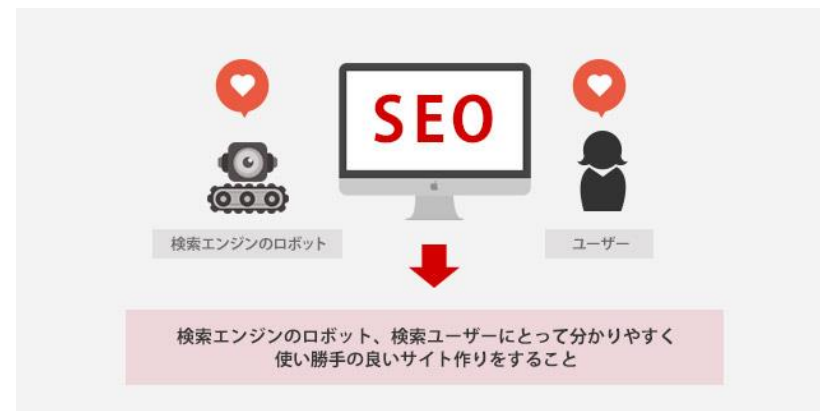 SEO
検索エンジンのロボット
ユーザー
検索エンジンのロボット、検索ユーザーにとって分かりやすく
使い勝手の良いサイト作りをすること